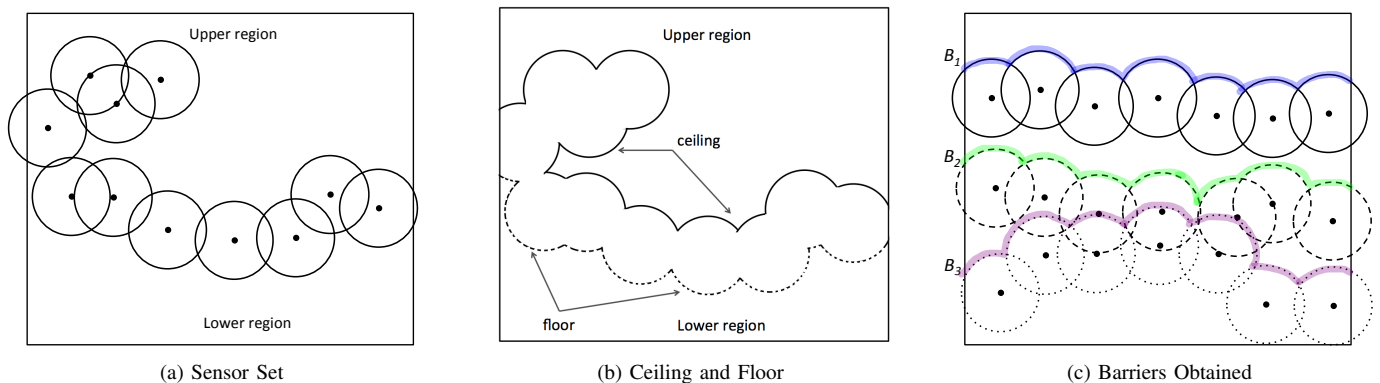 Upper region
Lower region
(a) Sensor Set
Upper region
ceiling
floor
Lower region
(b) Ceiling and Floor
B1
B2
B3
(c) Barriers Obtained